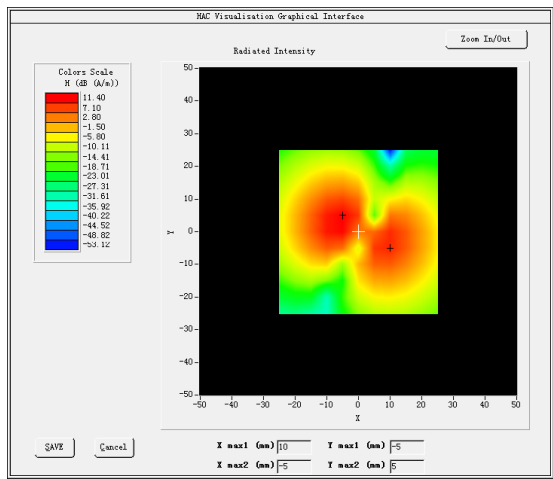 HAC Visualisation Graphical Interface
Zoom In/Out
Radiated Intensity
Colors Scale
H (dB (A/m))
11.40
7.10
2.80
-1.50
-5.80
-10.11
-14.41
-18.71
-23.01
-27.31
-31.61
-35.92
-40.22
-44.52
-48.82
-53.12
50
40
30
20
10
0
-10
-20
-30
-40
-50
Y
-50 -40 -30 -20 -10 0 10 20 30 40 50
X
SAVE Cancel
X max1 (mm) 10 Y max1 (mm) -5
X max2 (mm) -5 Y max2 (mm) 5